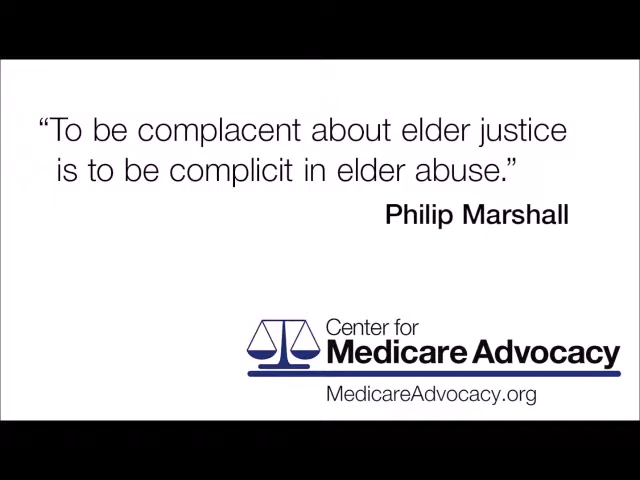 “To be complacent about elder justice
is to be complicit in elder abuse.”
Philip Marshall
Center for
Medicare Advocacy
MedicareAdvocacy.org